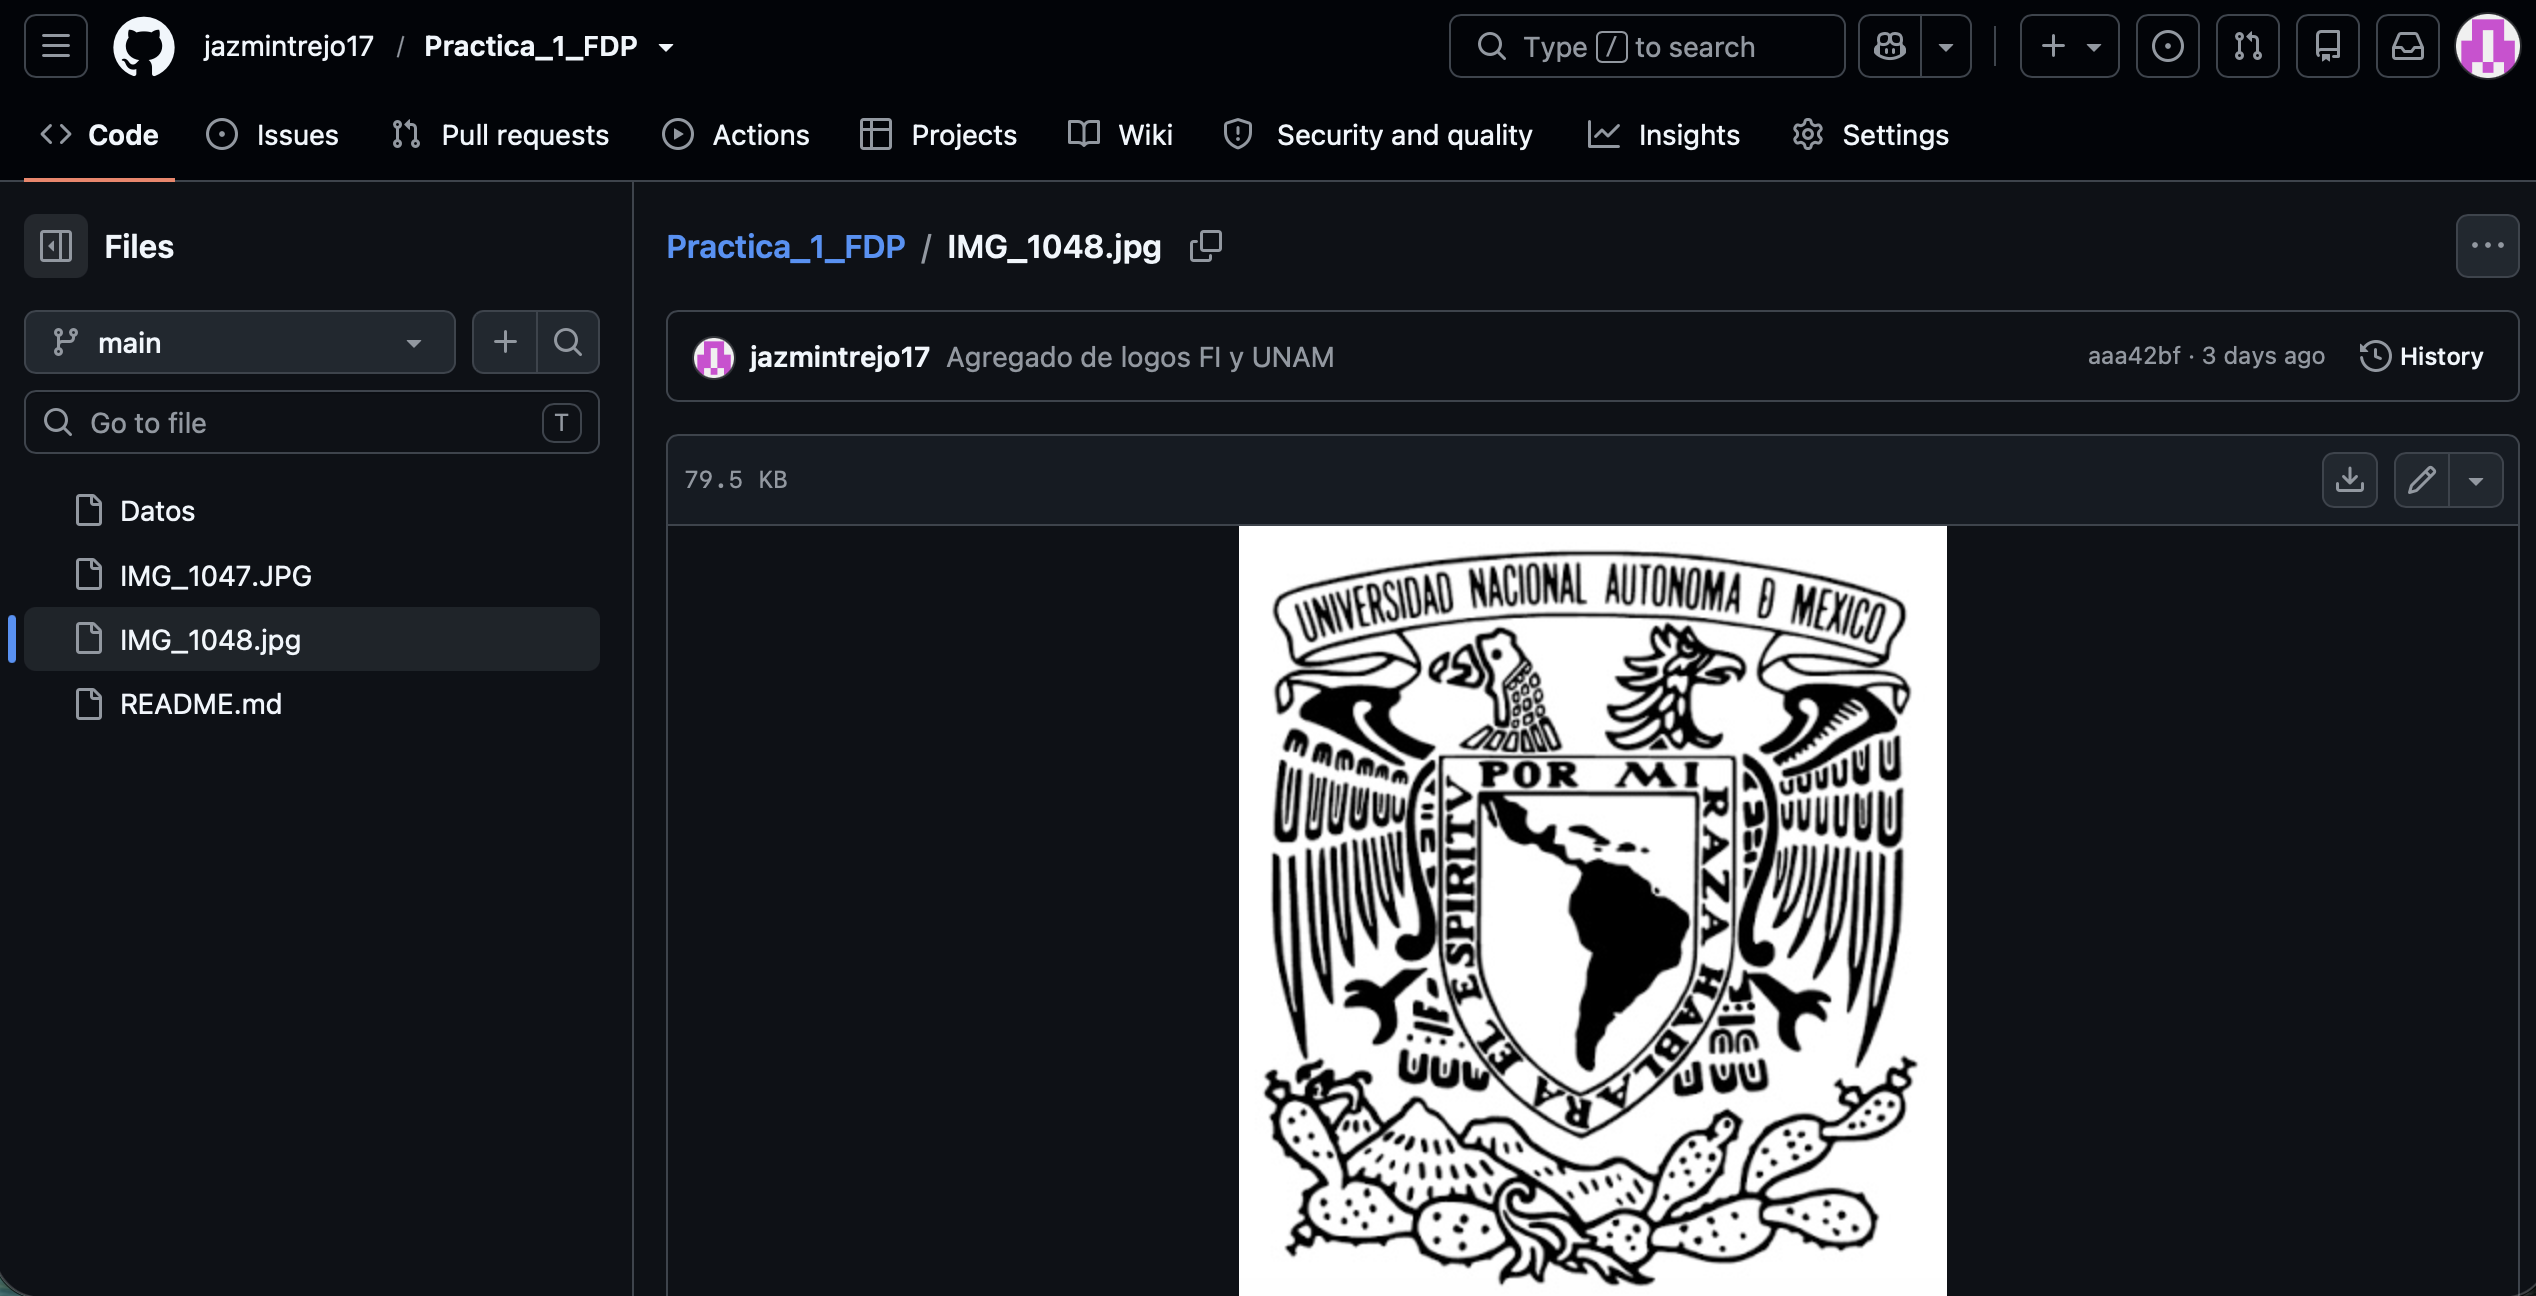 jazmintrejo17 / Practica_1_FDP
Type / to search
Code Issues Pull requests Actions Projects Wiki Security and quality Insights Settings
Files
main
Go to file T
Datos
IMG_1047.JPG
IMG_1048.jpg
README.md
Practica_1_FDP / IMG_1048.jpg
jazmintrejo17 Agregado de logos FI y UNAM aaa42bf · 3 days ago History
79.5 KB
UNIVERSIDAD NACIONAL AUTONOMA D MEXICO
POR MI RAZA HABLARA EL ESPIRITV